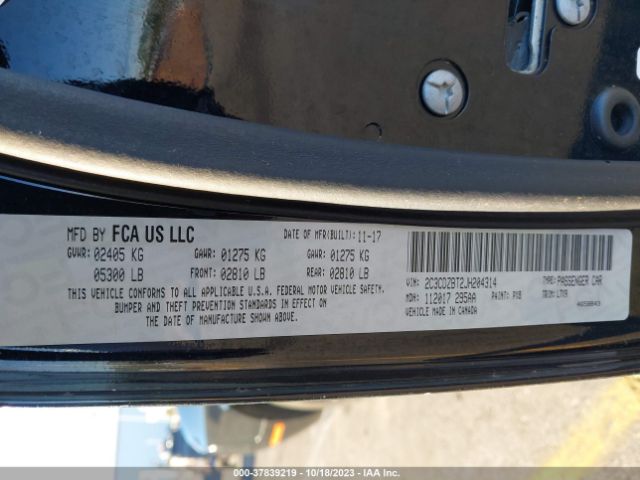 MFD BY FCA US LLC DATE OF MFR(BUILT): 11-17
GVWR: 02405 KG GAWR: 01275 KG GAWR: 01275 KG
05300 LB FRONT: 02810 LB REAR: 02810 LB
THIS VEHICLE CONFORMS TO ALL APPLICABLE U.S.A. FEDERAL MOTOR VEHICLE SAFETY,
BUMPER AND THEFT PREVENTION STANDARDS IN EFFECT ON
THE DATE OF MANUFACTURE SHOWN ABOVE.
VIN: 2C3CDZBT2JH204314 TYPE: PASSENGER CAR
MDH: 112017 295AA PAINT: TRIM:
VEHICLE MADE IN CANADA
000-37839219 - 10/18/2023 - IAA Inc.